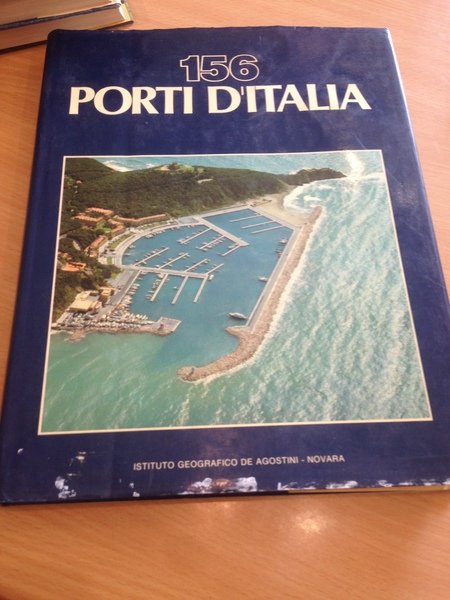 156
PORTI D'ITALIA
ISTITUTO GEOGRAFICO DE AGOSTINI - NOVARA